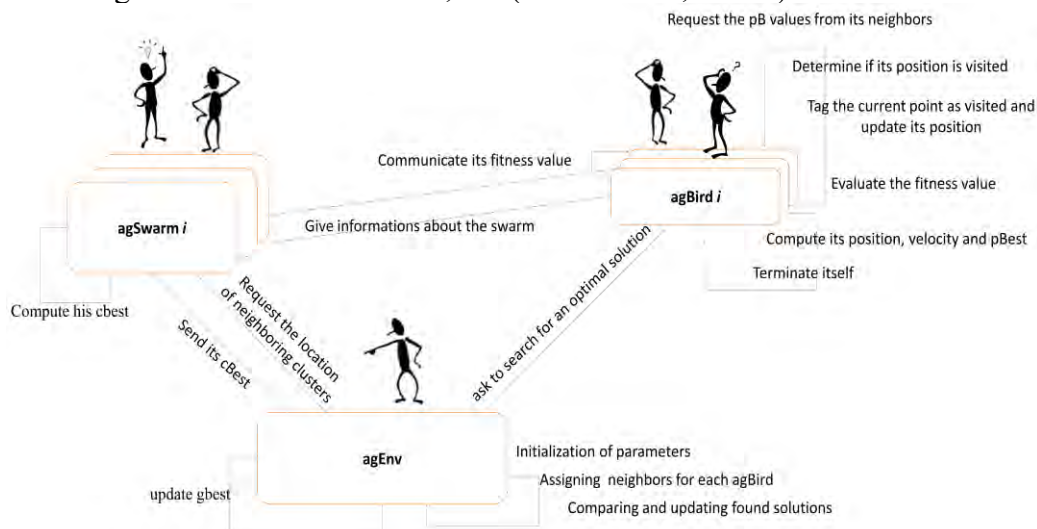 Request the pB values from its neighbors
Determine if its position is visited
Tag the current point as visited and
update its position
Communicate its fitness value
Evaluate the fitness value
agSwarm i
agBird i
Give informations about the swarm
Compute its position, velocity and pBest
Terminate itself
Compute his cbest
Request the location
of neighboring clusters
Send its cBest
ask to search for an optimal solution
agEnv
Initialization of parameters
Assigning neighbors for each agBird
update gbest
Comparing and updating found solutions